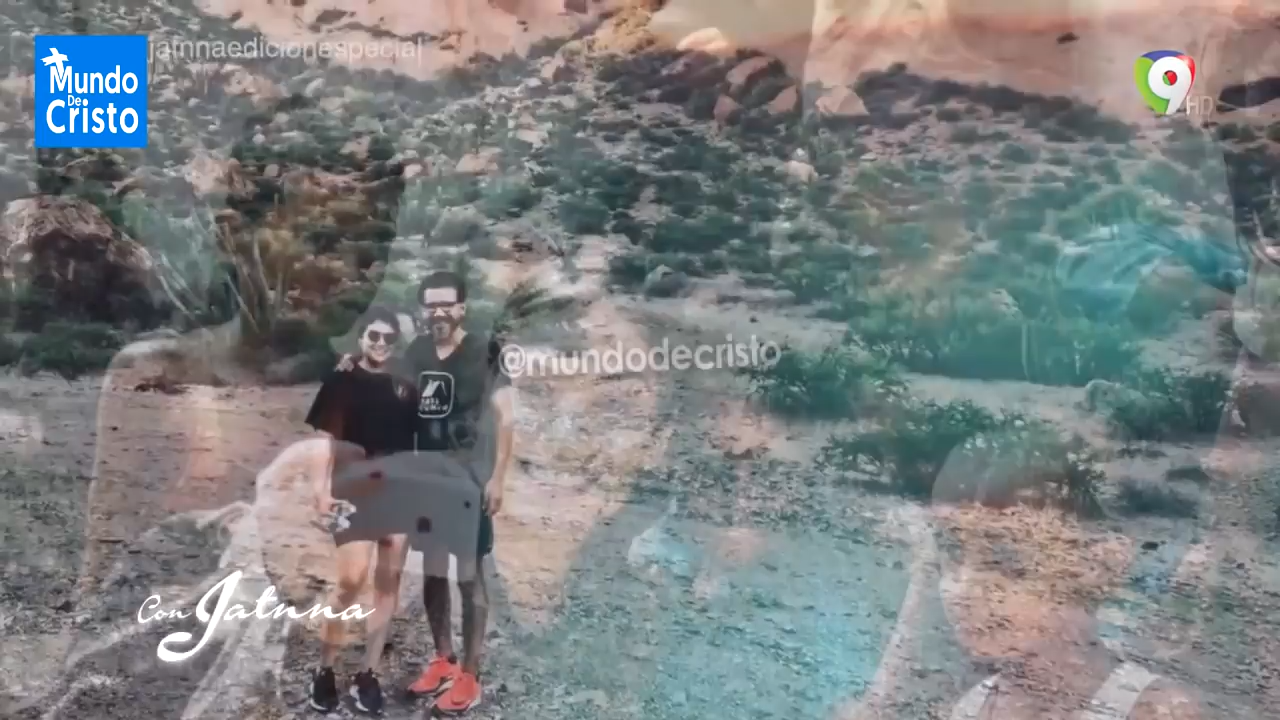 jatnnaedicionespecial
Mundo
De
Cristo
9
HD
@mundodecristo
Con Jatnna